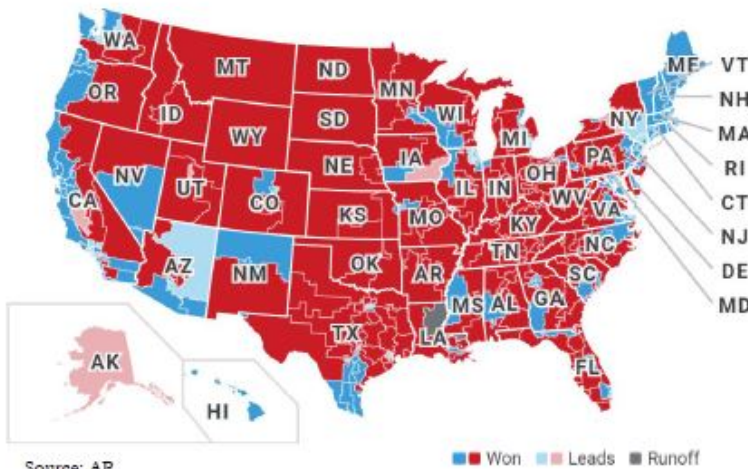 WA
MT
ND
MN
ME
VT
OR
ID
SD
WI
NY
NH
WY
MI
MA
IA
NE
PA
RI
NV
UT
CO
IL
IN
OH
CT
CA
KS
MO
WV
VA
NJ
KY
DE
AZ
NM
OK
AR
TN
NC
MD
SC
MS
AL
GA
TX
LA
AK
FL
HI
Source: AP
Won Leads Runoff